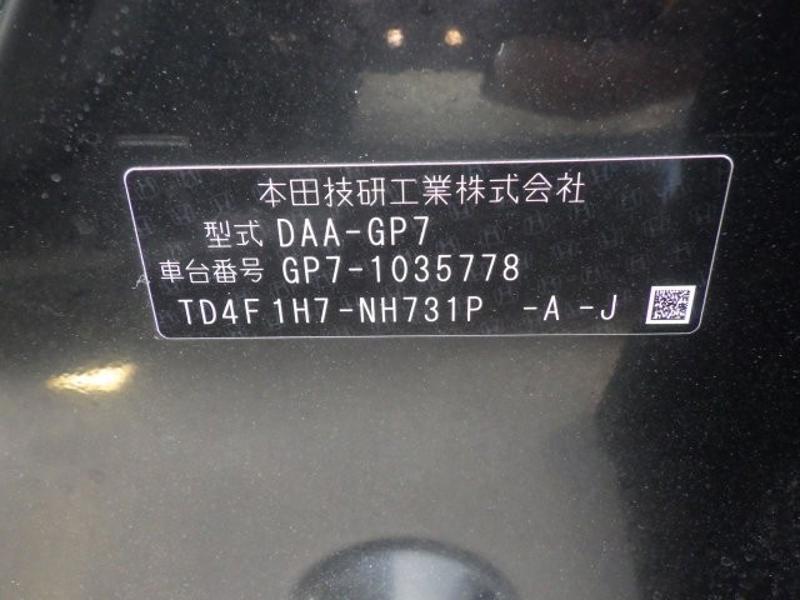 本田技研工業株式会社
型式 DAA-GP7
車台番号 GP7-1035778
TD4F1H7-NH731P -A -J